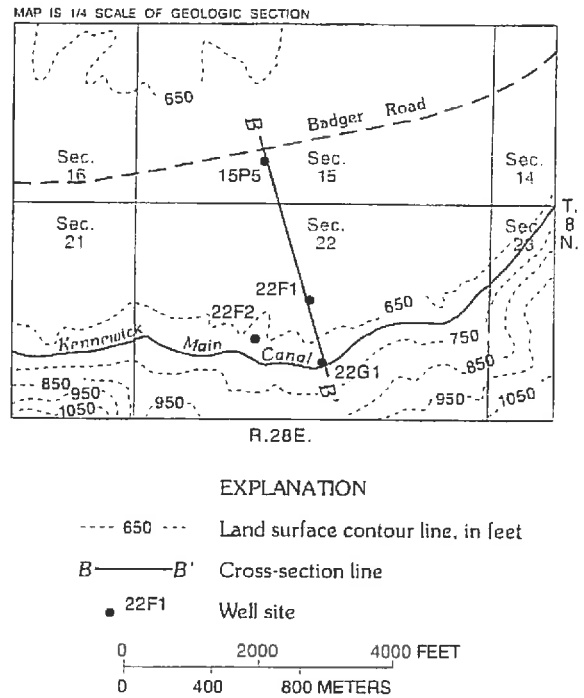 MAP IS 1/4 SCALE OF GEOLOGIC SECTION
650
Badger Road
B
Sec. 16
15P5
Sec. 15
Sec. 14
T. 8 N.
Sec. 21
Sec. 22
Sec. 23
22F1
650
22F2
Kennewick Main Canal
750
22G1
850
850
950
950
B'
950
1050
1050
R.28E.
EXPLANATION
650 Land surface contour line, in feet
B B' Cross-section line
22F1 Well site
0 2000 4000 FEET
0 400 800 METERS